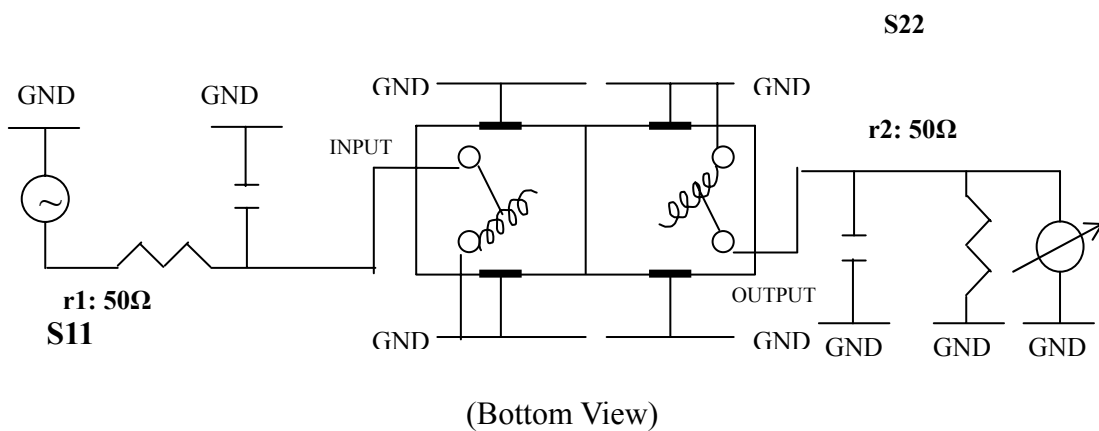 S22
GND
GND
GND
GND
INPUT
r2: 50Ω
~
r1: 50Ω
S11
OUTPUT
GND
GND
GND
GND
GND
(Bottom View)